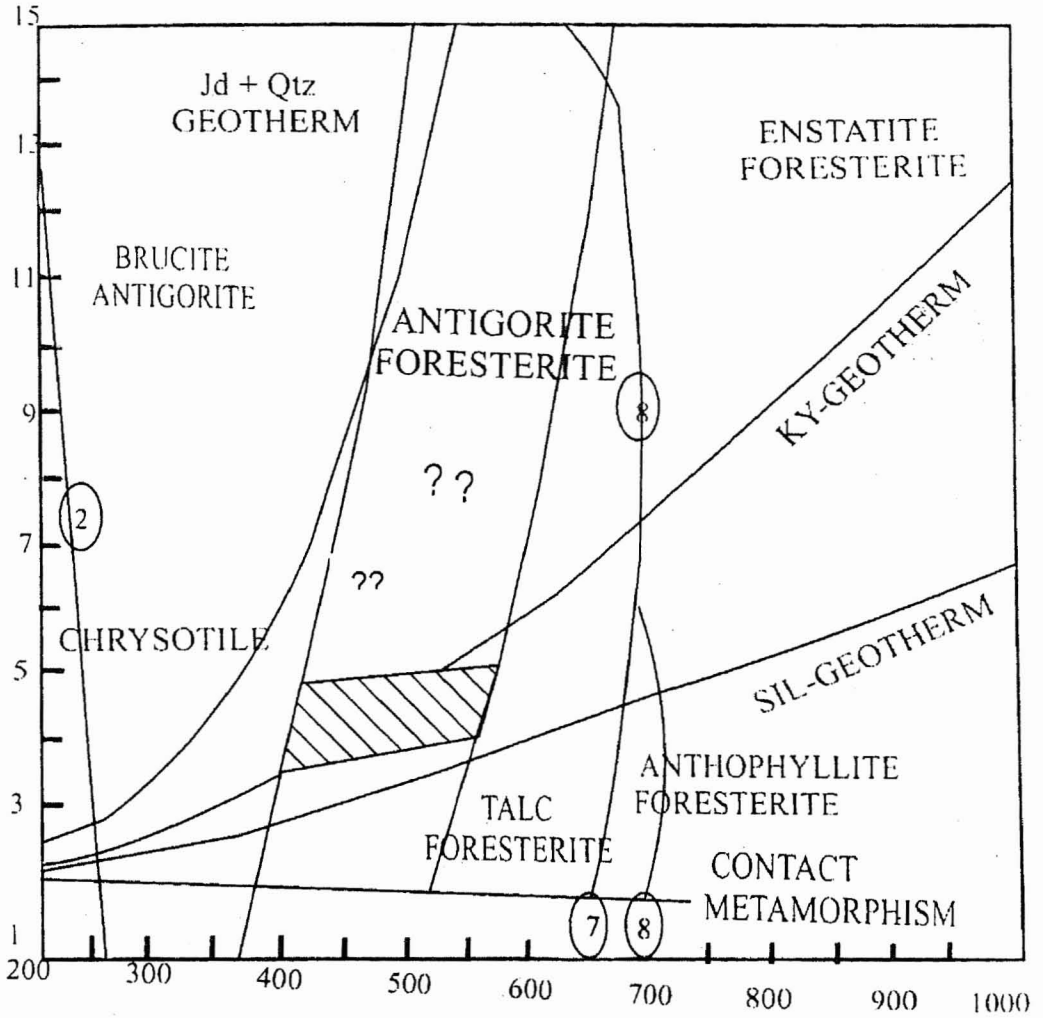 15
Jd + Qtz
GEOTHERM
13
ENSTATITE
FORESTERITE
11
BRUCITE
ANTIGORITE
ANTIGORITE
FORESTERITE
KY-GEOTHERM
9
8
? ?
2
7
??
CHRYSOTILE
5
SIL-GEOTHERM
ANTHOPHYLLITE
FORESTERITE
3
TALC
FORESTERITE
CONTACT
METAMORPHISM
1
7
8
200 300 400 500 600 700 800 900 1000